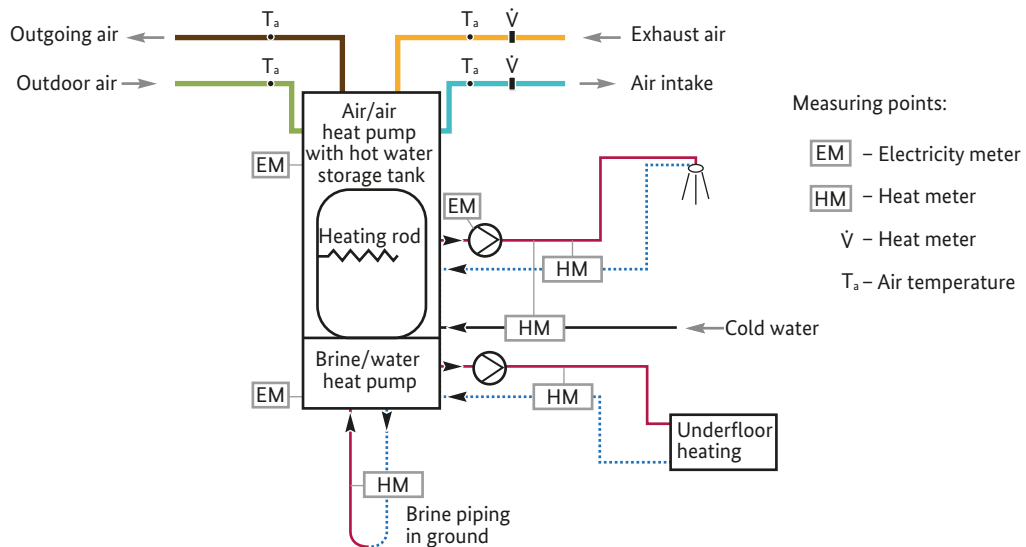 Tₐ
Tₐ
V̇
Outgoing air
Exhaust air
Tₐ
Tₐ
V̇
Outdoor air
Air intake
Air/air
heat pump
with hot water
storage tank
Measuring points:
EM
EM – Electricity meter
EM
HM – Heat meter
Heating rod
HM
V̇ – Heat meter
Tₐ – Air temperature
HM
Cold water
Brine/water
heat pump
EM
HM
Underfloor
heating
HM
Brine piping
in ground